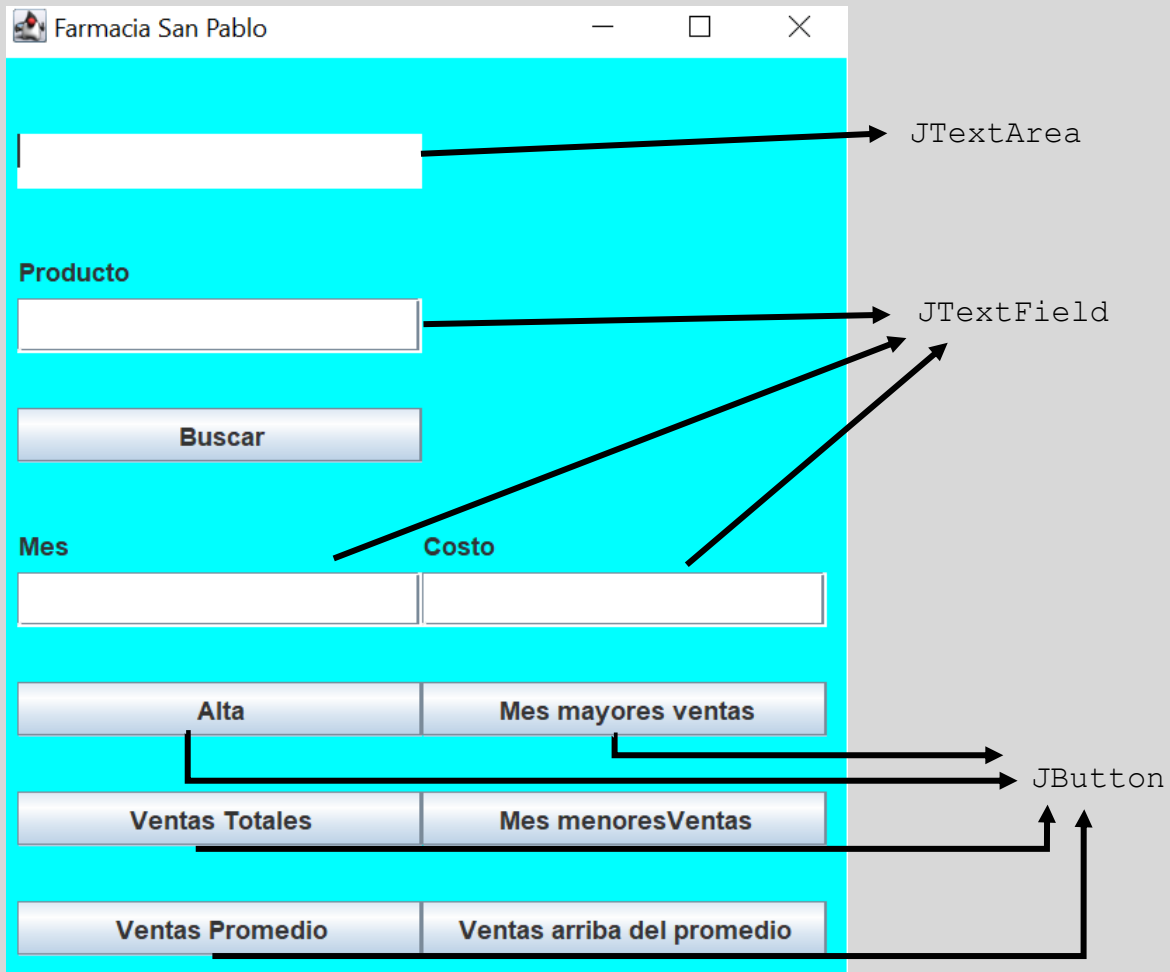 Farmacia San Pablo
JTextArea
Producto
JTextField
Buscar
Mes Costo
Alta Mes mayores ventas
JButton
Ventas Totales Mes menoresVentas
Ventas Promedio Ventas arriba del promedio